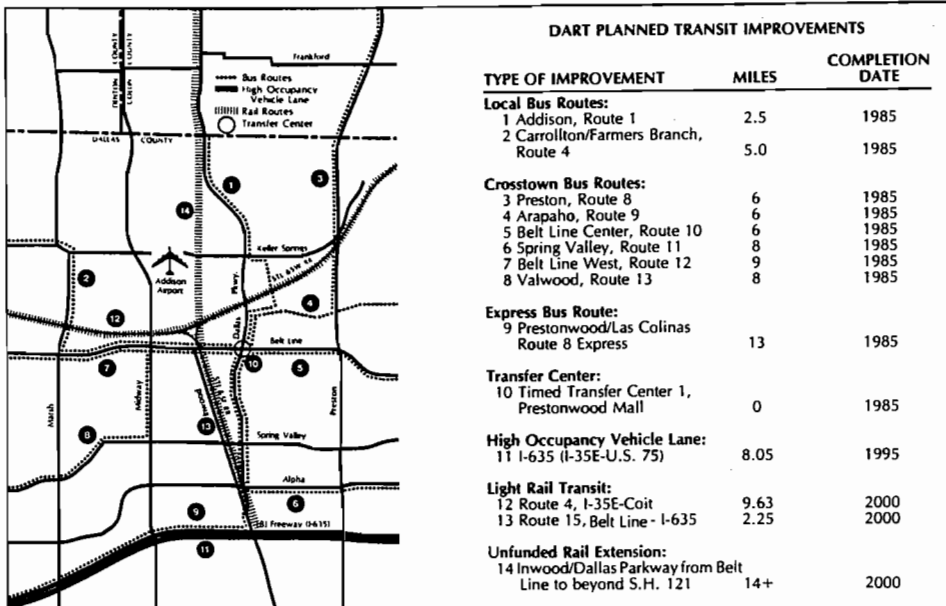 DENTON COUNTY
COLLIN COUNTY
Frankford
Bus Routes
High Occupancy
Vehicle Lane
Rail Routes
Transfer Center
DALLAS COUNTY
1
3
14
Keller Springs
Addison
Airport
2
12
4
Dallas Pkwy.
Belt Line
10
7
5
Marsh
Midway
Inwood
Preston
13
8
Spring Valley
Alpha
6
9
LBJ Freeway (I-635)
11
DART PLANNED TRANSIT IMPROVEMENTS
TYPE OF IMPROVEMENT MILES COMPLETION DATE
Local Bus Routes:
1 Addison, Route 1 2.5 1985
2 Carrollton/Farmers Branch,
Route 4 5.0 1985
Crosstown Bus Routes:
3 Preston, Route 8 6 1985
4 Arapaho, Route 9 6 1985
5 Belt Line Center, Route 10 6 1985
6 Spring Valley, Route 11 8 1985
7 Belt Line West, Route 12 9 1985
8 Valwood, Route 13 8 1985
Express Bus Route:
9 Prestonwood/Las Colinas
Route 8 Express 13 1985
Transfer Center:
10 Timed Transfer Center 1,
Prestonwood Mall 0 1985
High Occupancy Vehicle Lane:
11 I-635 (I-35E-U.S. 75) 8.05 1995
Light Rail Transit:
12 Route 4, I-35E-Coit 9.63 2000
13 Route 15, Belt Line - I-635 2.25 2000
Unfunded Rail Extension:
14 Inwood/Dallas Parkway from Belt
Line to beyond S.H. 121 14+ 2000